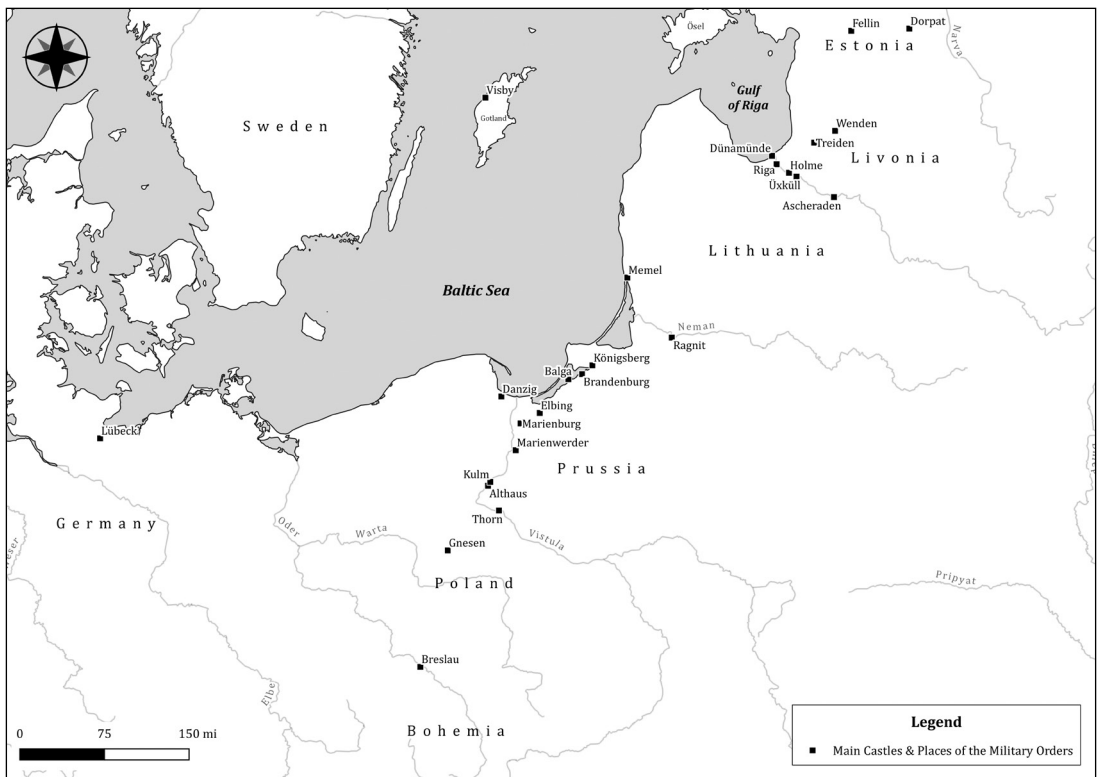 Ösel
Fellin
Dorpat
Estonia
Narva
Visby
Gotland
Gulf
of Riga
Sweden
Wenden
Treiden
Livonia
Dünamünde
Riga
Holme
Üxküll
Ascheraden
Lithuania
Memel
Baltic Sea
Neman
Ragnit
Königsberg
Balga
Brandenburg
Danzig
Elbing
Marienburg
Marienwerder
Lübeck
Prussia
Kulm
Althaus
Thorn
Germany
Oder
Warta
Vistula
Gnesen
Poland
Pripyat
Breslau
Elbe
Bohemia
0 75 150 mi
Legend
Main Castles & Places of the Military Orders